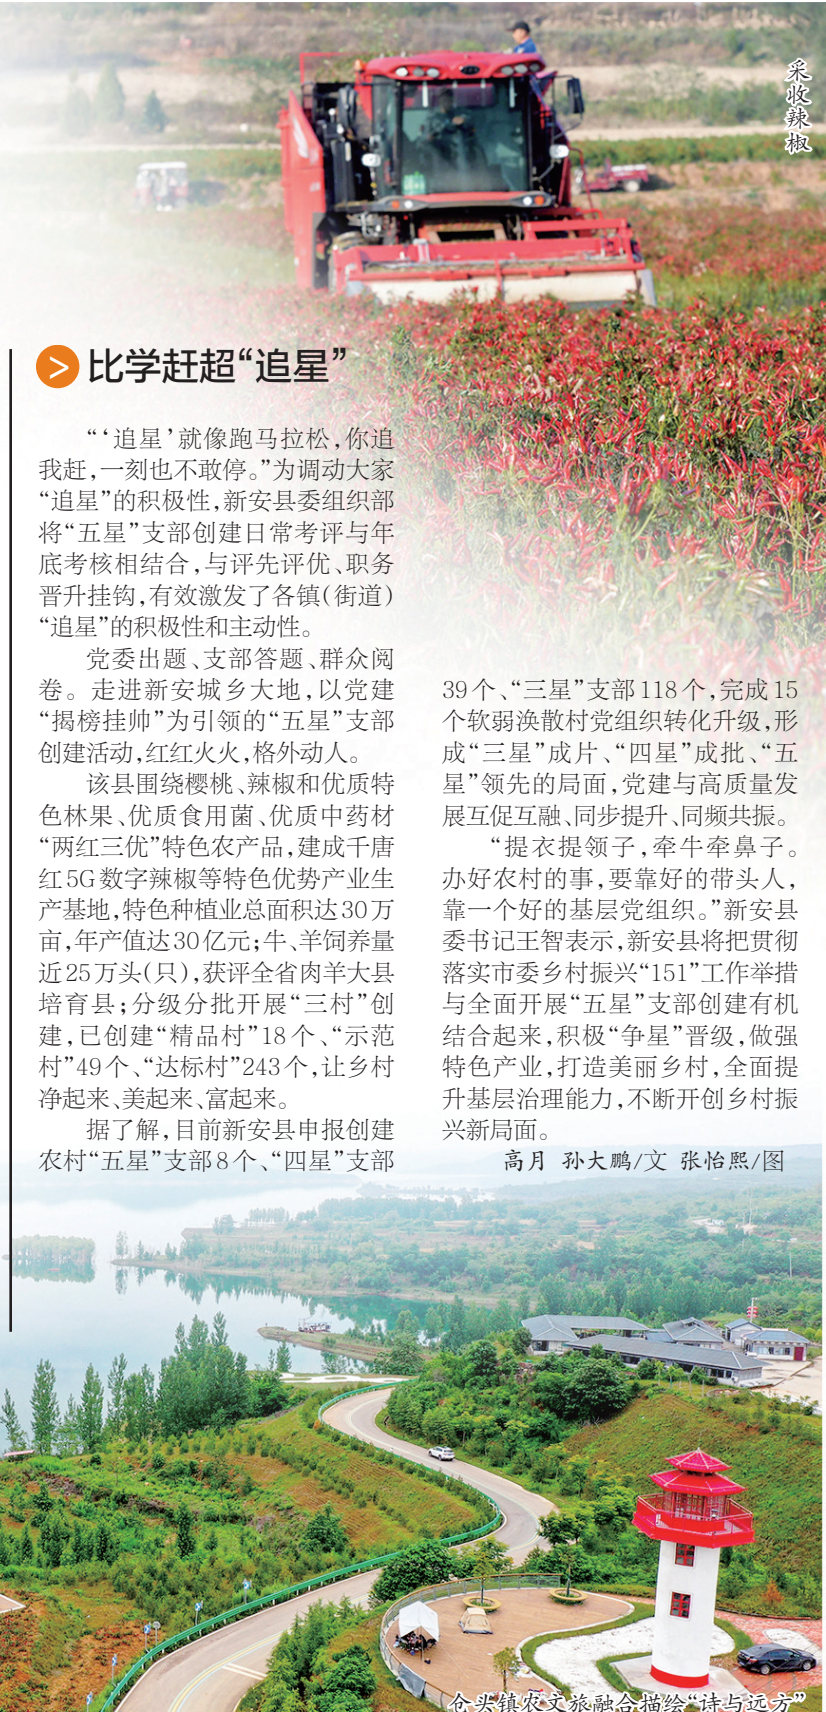 采收辣椒
比学赶超“追星”
“‘追星’就像跑马拉松,你追
我赶,一刻也不敢停。”为调动大家
“追星”的积极性,新安县委组织部
将“五星”支部创建日常考评与年
底考核相结合,与评先评优、职务
晋升挂钩,有效激发了各镇(街道)
“追星”的积极性和主动性。
党委出题、支部答题、群众阅
卷。走进新安城乡大地,以党建
“揭榜挂帅”为引领的“五星”支部
创建活动,红红火火,格外动人。
该县围绕樱桃、辣椒和优质特
色林果、优质食用菌、优质中药材
“两红三优”特色农产品,建成千唐
红5G数字辣椒等特色优势产业生
产基地,特色种植业总面积达30万
亩,年产值达30亿元;牛、羊饲养量
近25万头(只),获评全省肉羊大县
培育县;分级分批开展“三村”创
建,已创建“精品村”18个、“示范
村”49个、“达标村”243个,让乡村
净起来、美起来、富起来。
据了解,目前新安县申报创建
农村“五星”支部8个、“四星”支部
39个、“三星”支部118个,完成15
个软弱涣散村党组织转化升级,形
成“三星”成片、“四星”成批、“五
星”领先的局面,党建与高质量发
展互促互融、同步提升、同频共振。
“提衣提领子,牵牛牵鼻子。
办好农村的事,要靠好的带头人,
靠一个好的基层党组织。”新安县
委书记王智表示,新安县将把贯彻
落实市委乡村振兴“151”工作举措
与全面开展“五星”支部创建有机
结合起来,积极“争星”晋级,做强
特色产业,打造美丽乡村,全面提
升基层治理能力,不断开创乡村振
兴新局面。
高月 孙大鹏/文 张怡熙/图
仓头镇农文旅融合描绘“诗与远方”